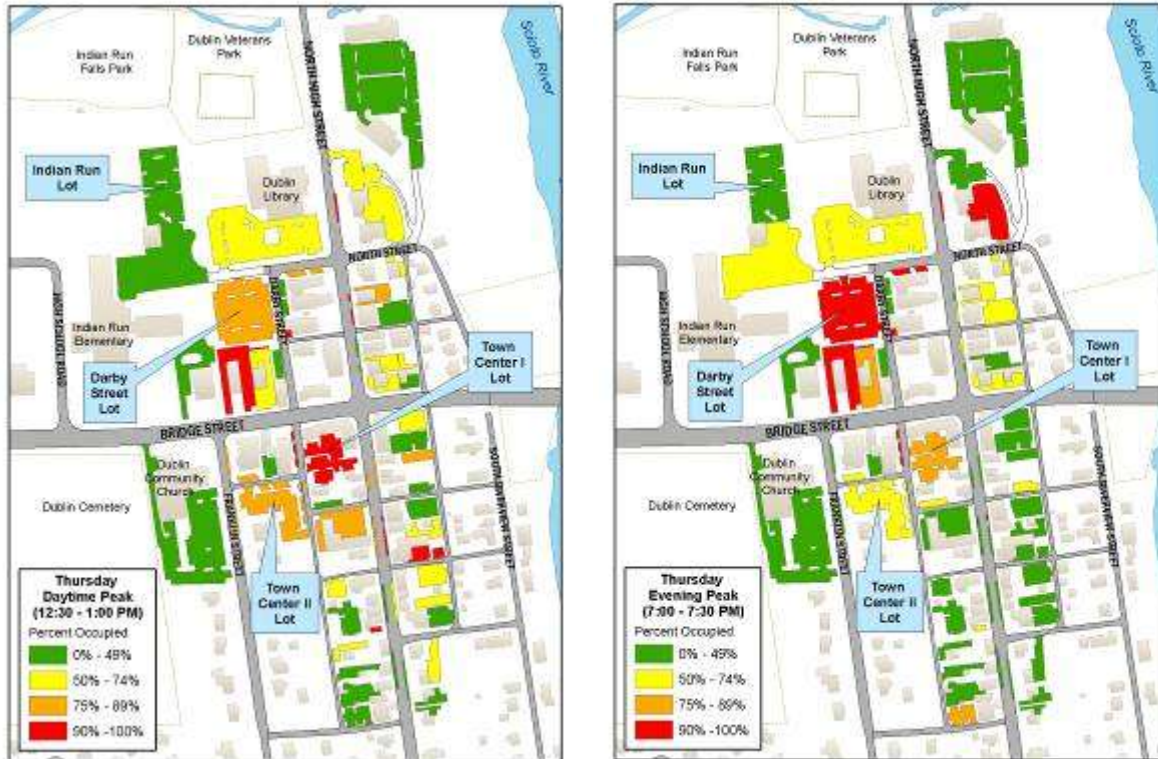 Indian Run
Falls Park
Dublin Veterans
Park
NORTH HIGH STREET
Scioto River
Indian Run
Lot
Dublin
Library
NORTH STREET
DARBY STREET
HIGH SCHOOL ROAD
Indian Run
Elementary
Town
Center I
Lot
Darby
Street
Lot
BRIDGE STREET
Dublin
Community
Church
Dublin Cemetery
FRANKLIN STREET
SOUTH RIVERVIEW STREET
Town
Center II
Lot
Thursday
Daytime Peak
(12:30 - 1:00 PM)
Percent Occupied
0% - 49%
50% - 74%
75% - 89%
90% -100%
Indian Run
Falls Park
Dublin Veterans
Park
NORTH HIGH STREET
Scioto River
Indian Run
Lot
Dublin
Library
NORTH STREET
DARBY STREET
HIGH SCHOOL ROAD
Indian Run
Elementary
Town
Center I
Lot
Darby
Street
Lot
BRIDGE STREET
Dublin
Community
Church
Dublin Cemetery
FRANKLIN STREET
SOUTH RIVERVIEW STREET
Town
Center II
Lot
Thursday
Evening Peak
(7:00 - 7:30 PM)
Percent Occupied
0% - 49%
50% - 74%
75% - 89%
90% -100%